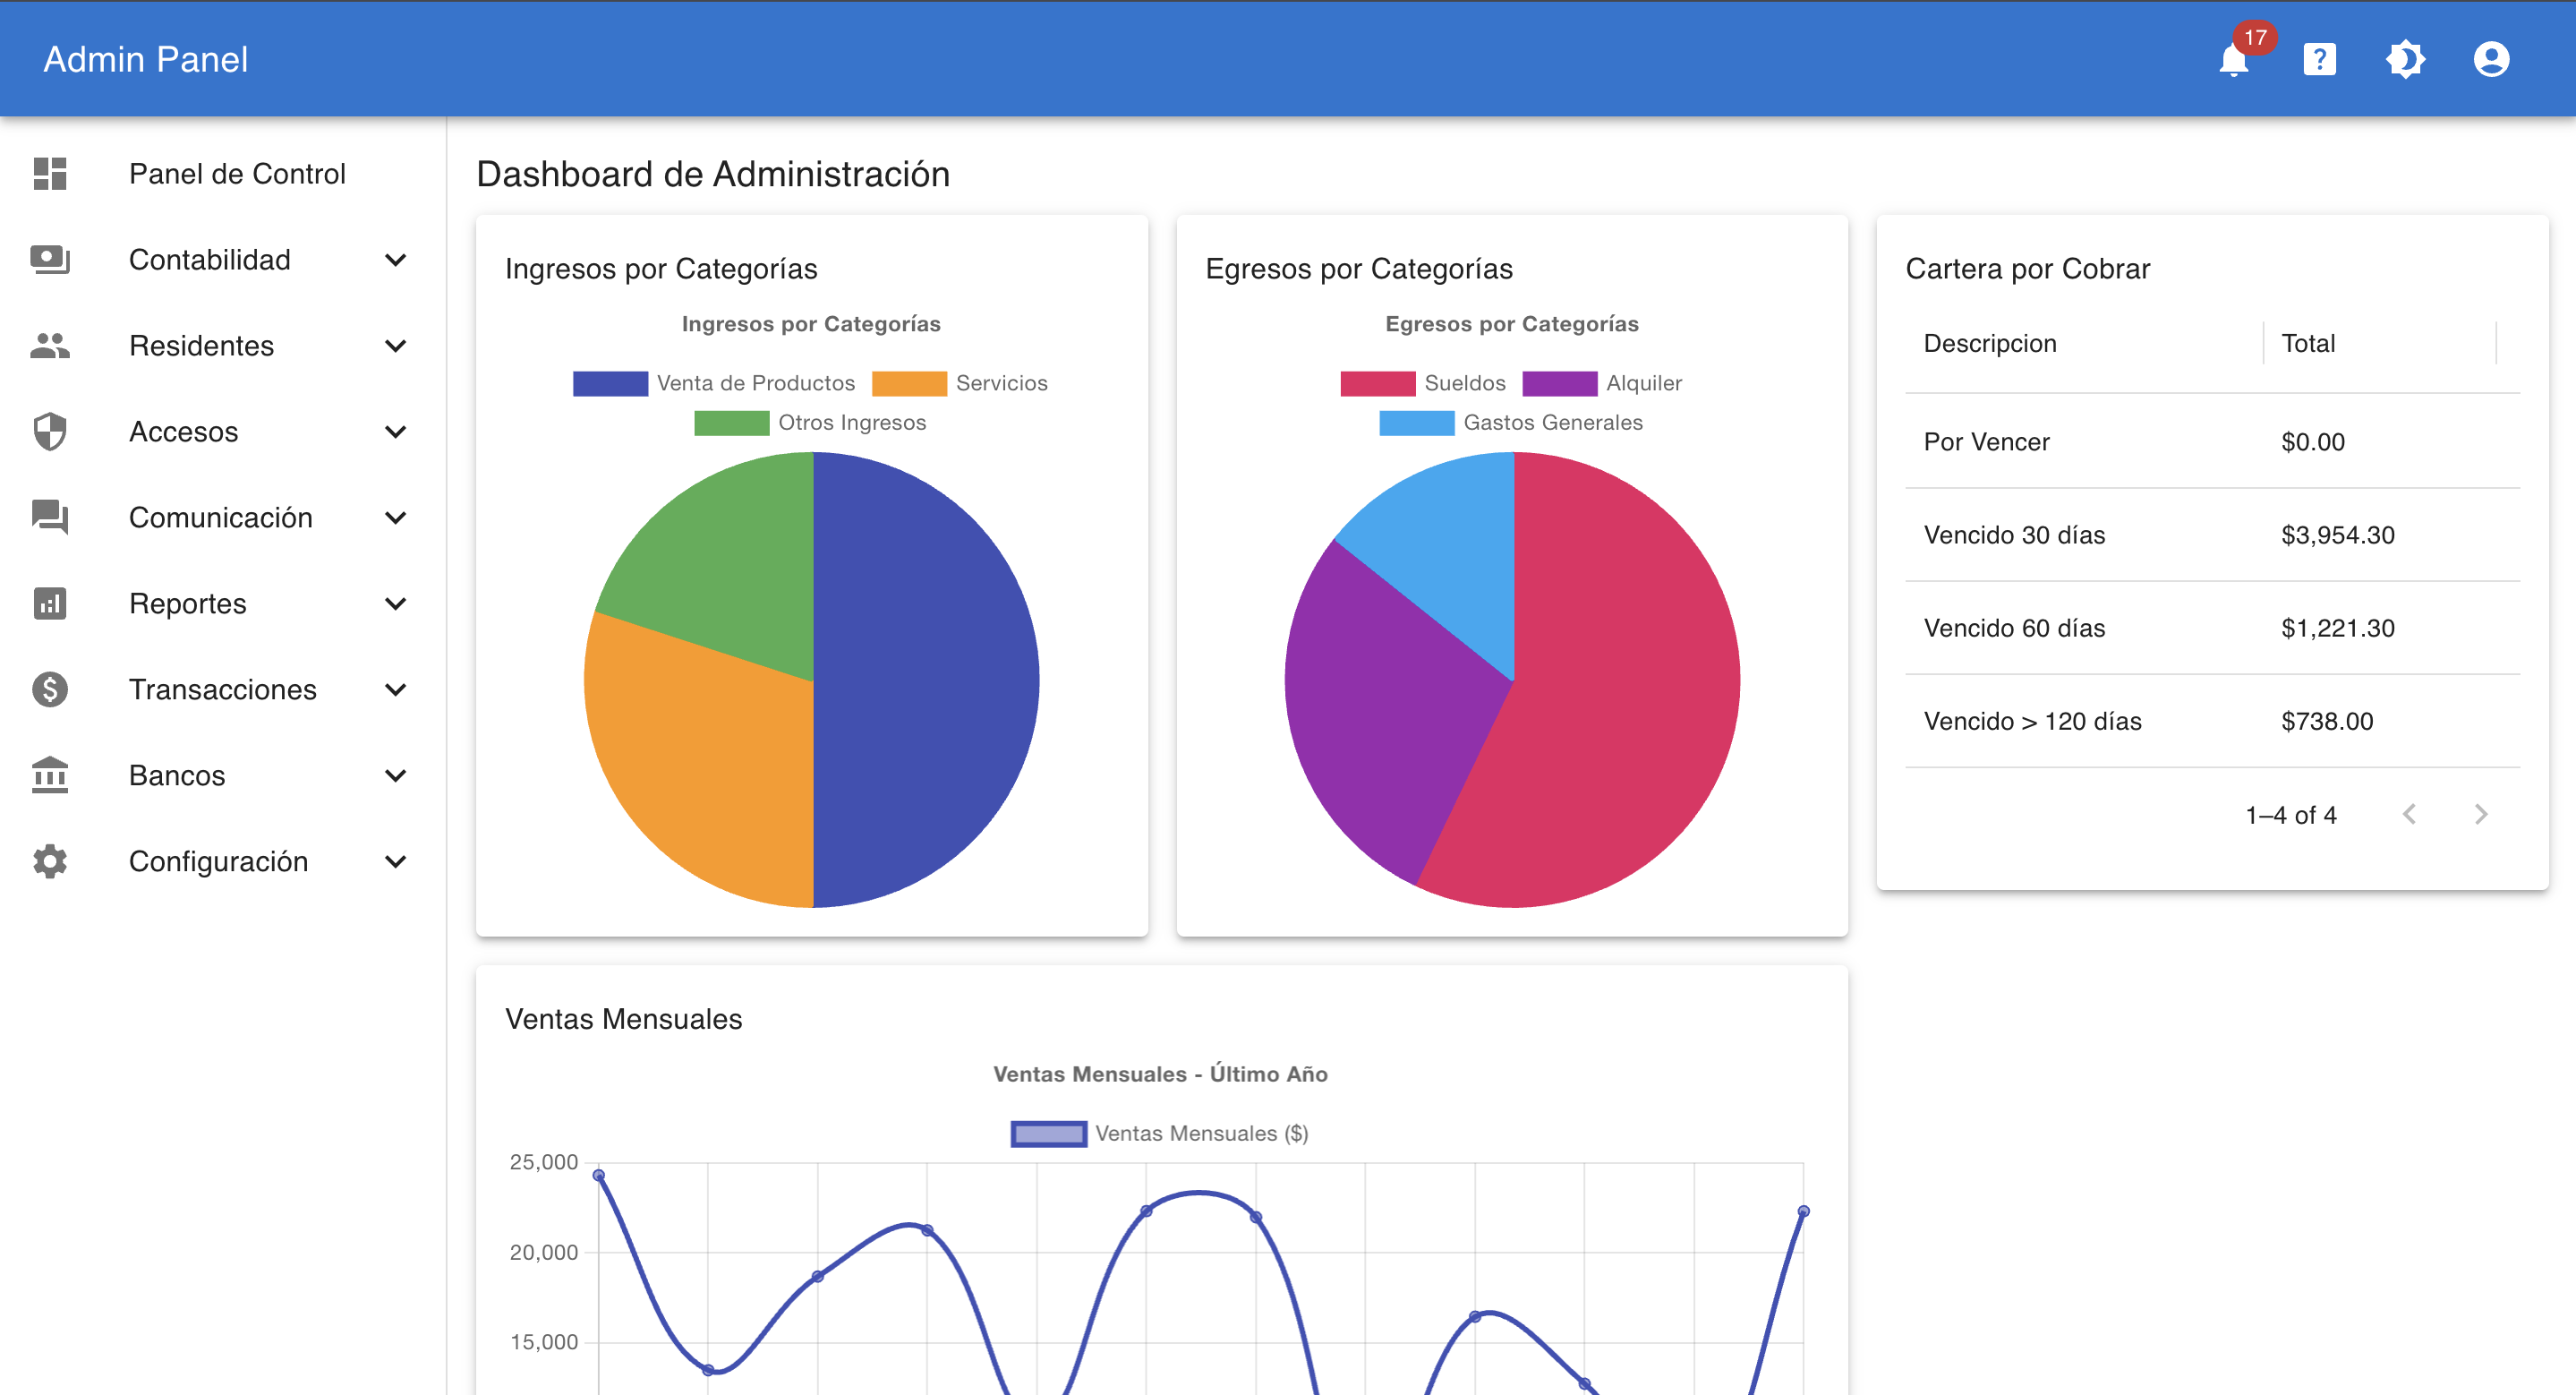 Admin Panel
17
?
Panel de Control
Contabilidad
Residentes
Accesos
Comunicación
Reportes
$
Transacciones
Bancos
Configuración
Dashboard de Administración
Ingresos por Categorías
Ingresos por Categorías
Venta de Productos Servicios
Otros Ingresos
Egresos por Categorías
Egresos por Categorías
Sueldos Alquiler
Gastos Generales
Cartera por Cobrar
Descripcion Total
Por Vencer $0.00
Vencido 30 días $3,954.30
Vencido 60 días $1,221.30
Vencido > 120 días $738.00
1–4 of 4
Ventas Mensuales
Ventas Mensuales - Último Año
Ventas Mensuales ($)
25,000
20,000
15,000